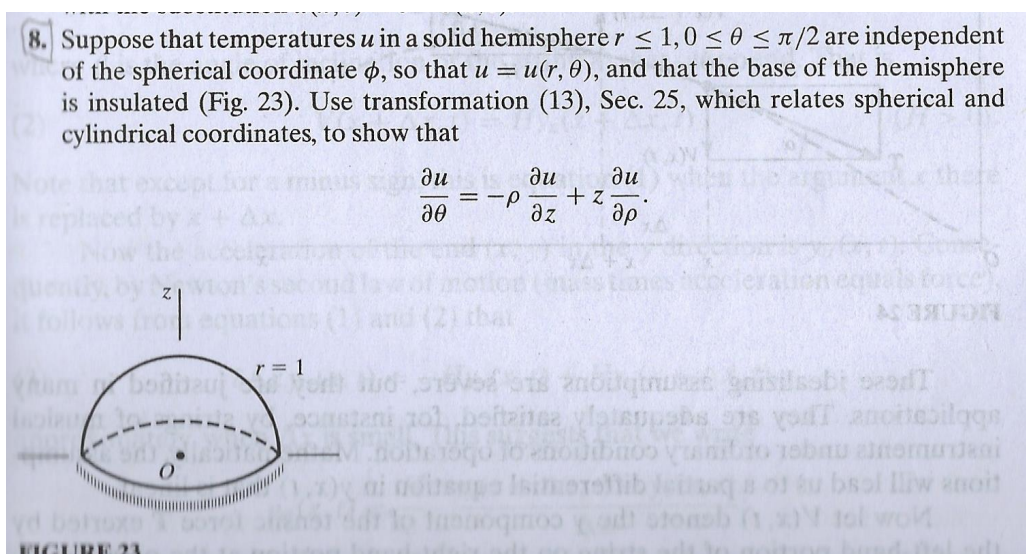 8. Suppose that temperatures u in a solid hemisphere r ≤ 1, 0 ≤ θ ≤ π/2 are independent
of the spherical coordinate ϕ, so that u = u(r, θ), and that the base of the hemisphere
is insulated (Fig. 23). Use transformation (13), Sec. 25, which relates spherical and
cylindrical coordinates, to show that
∂u/∂θ = −ρ ∂u/∂z + z ∂u/∂ρ.
z
r = 1
O
FIGURE 23